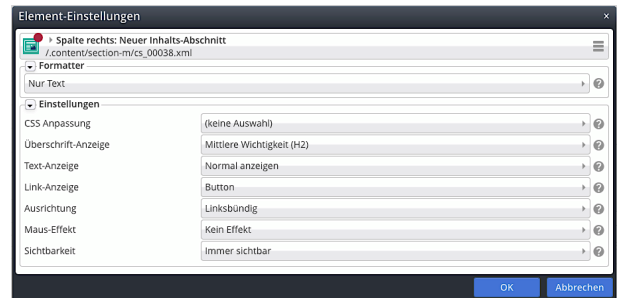 Element-Einstellungen
Spalte rechts: Neuer Inhalts-Abschnitt
/.content/section-m/cs_00038.xml
Formatter
Nur Text
Einstellungen
CSS Anpassung (keine Auswahl)
Überschrift-Anzeige Mittlere Wichtigkeit (H2)
Text-Anzeige Normal anzeigen
Link-Anzeige Button
Ausrichtung Linksbündig
Maus-Effekt Kein Effekt
Sichtbarkeit Immer sichtbar
OK Abbrechen